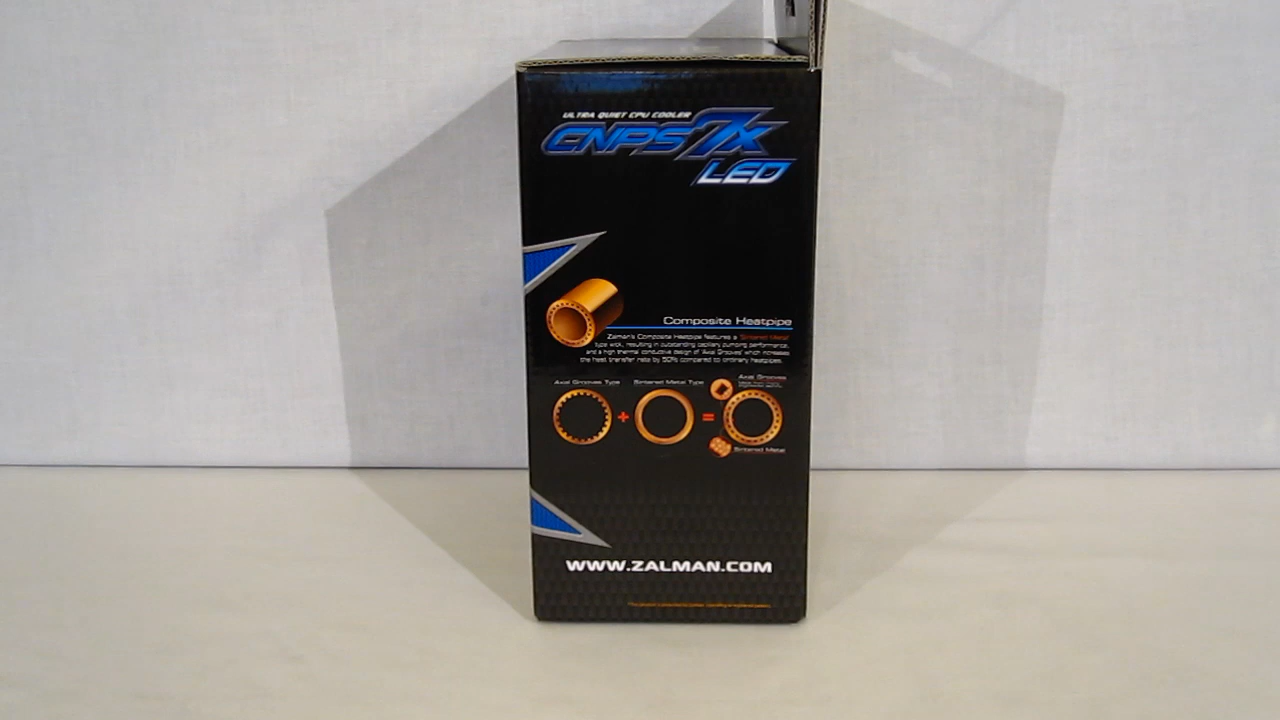 ULTRA QUIET CPU COOLER
CNPS7X
LED
Composite Heatpipe
Zalman's Composite Heatpipe features a 'Sintered Metal'
type wick, resulting in outstanding capillary pumping performance,
and a high thermal conductive design of 'Axial Grooves' which increases
the heat transfer rate by 50% compared to ordinary heatpipes.
Axial Grooves Type
Sintered Metal Type
Axial Grooves
+
=
Sintered Metal
WWW.ZALMAN.COM